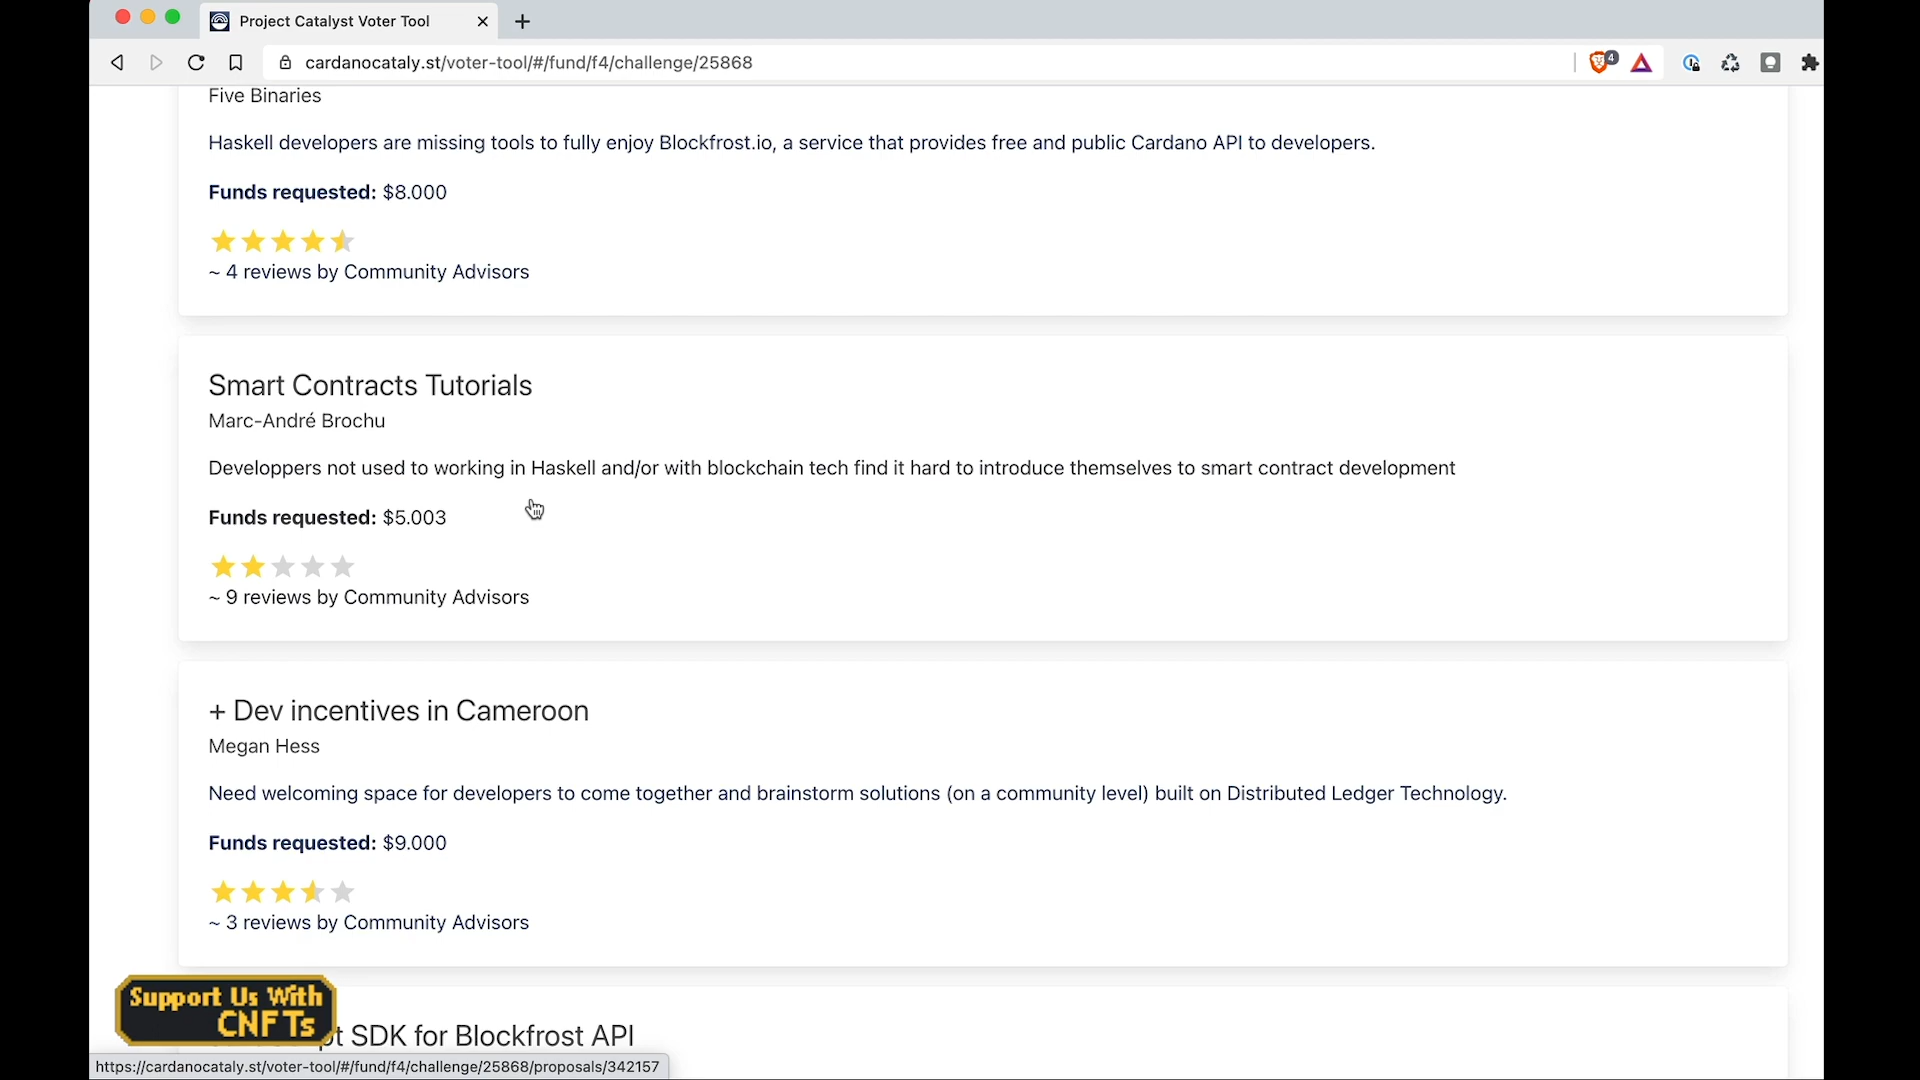 Project Catalyst Voter Tool
cardanocataly.st/voter-tool/#/fund/f4/challenge/25868
4
Five Binaries
Haskell developers are missing tools to fully enjoy Blockfrost.io, a service that provides free and public Cardano API to developers.
Funds requested: $8.000
~ 4 reviews by Community Advisors
Smart Contracts Tutorials
Marc-André Brochu
Developpers not used to working in Haskell and/or with blockchain tech find it hard to introduce themselves to smart contract development
Funds requested: $5.003
~ 9 reviews by Community Advisors
+ Dev incentives in Cameroon
Megan Hess
Need welcoming space for developers to come together and brainstorm solutions (on a community level) built on Distributed Ledger Technology.
Funds requested: $9.000
~ 3 reviews by Community Advisors
Support Us With
CNFTs
SDK for Blockfrost API
https://cardanocataly.st/voter-tool/#/fund/f4/challenge/25868/proposals/342157